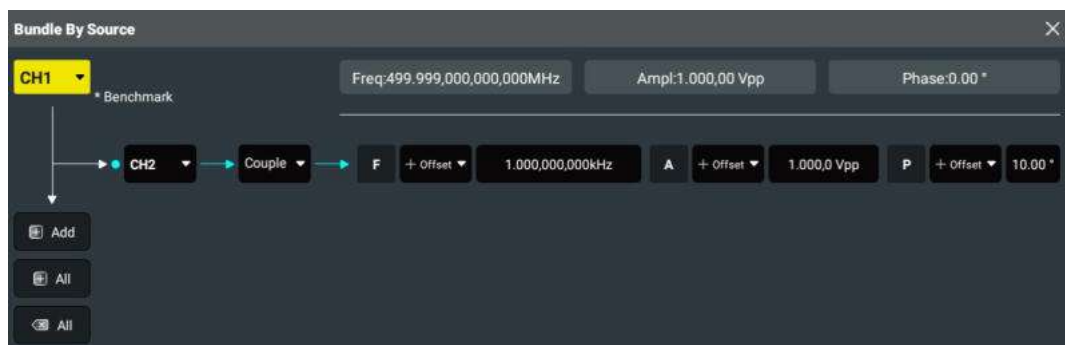 Bundle By Source
CH1 Freq:499.999,000,000,000MHz Ampl:1.000,00 Vpp Phase:0.00 °
* Benchmark
CH2 Couple F + Offset 1.000,000,000kHz A + Offset 1.000,0 Vpp P + Offset 10.00 °
Add
All
All